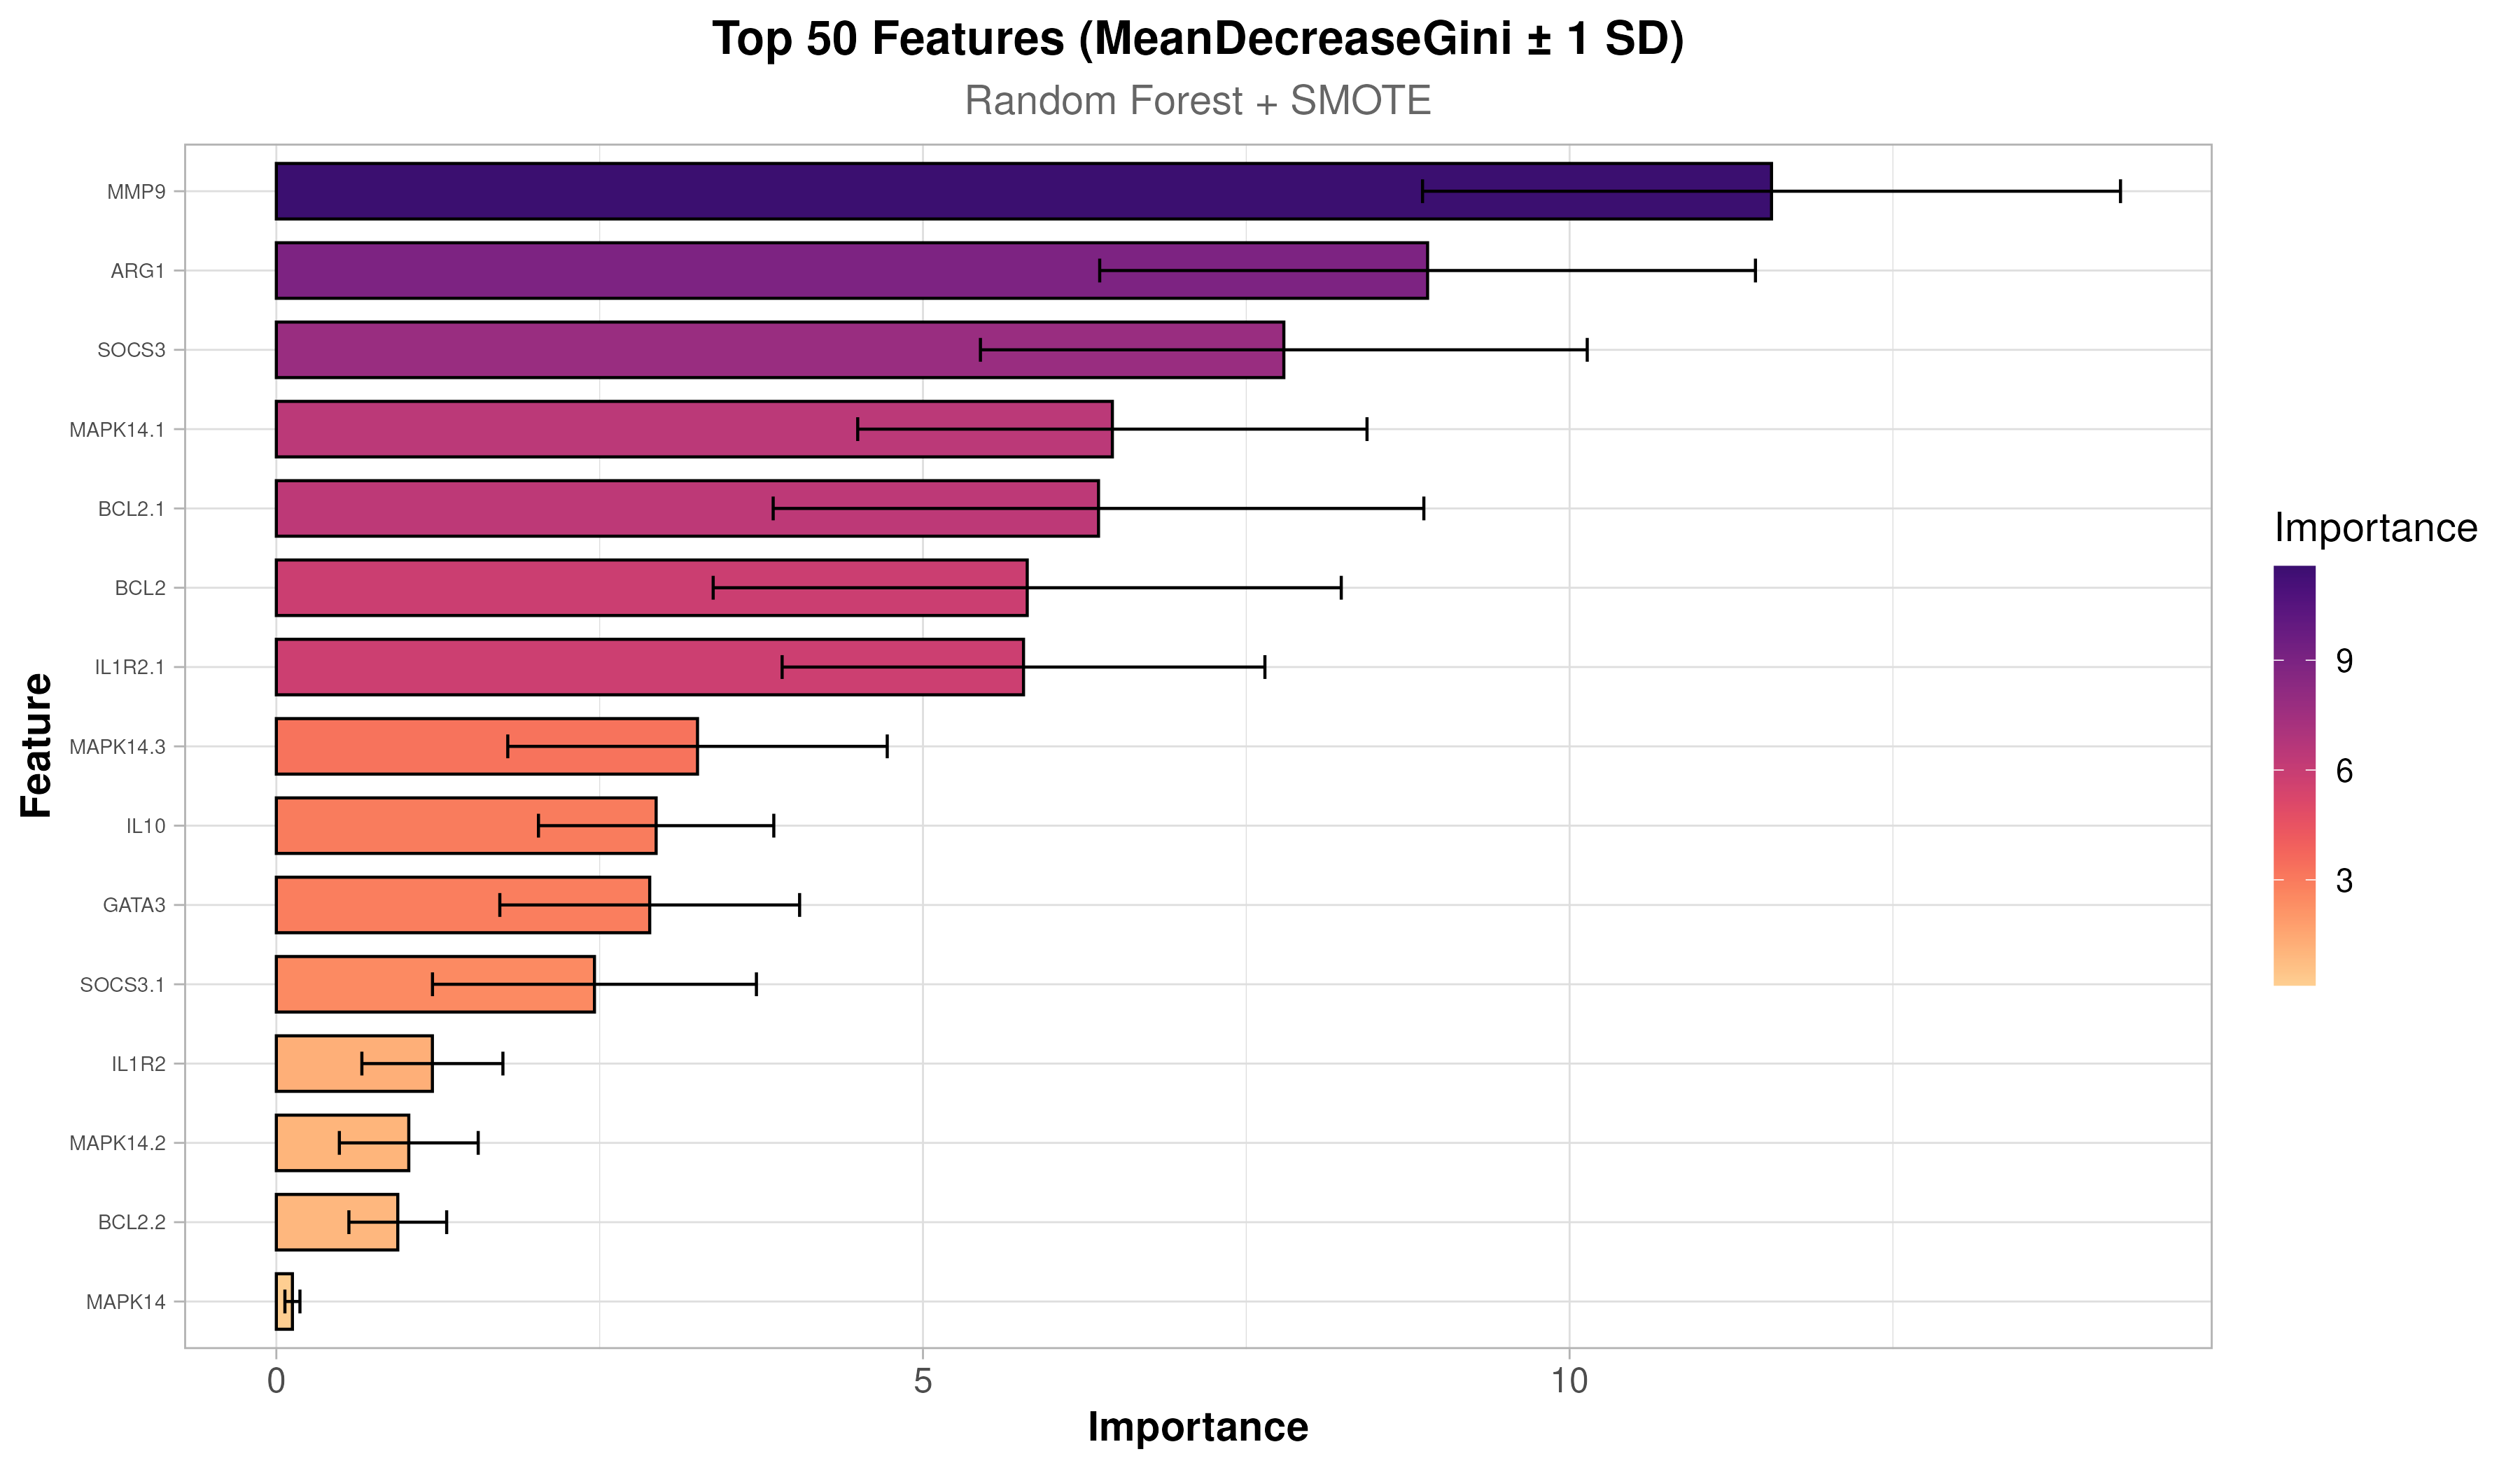 Top 50 Features (MeanDecreaseGini ± 1 SD)
Random Forest + SMOTE
Feature
MMP9
ARG1
SOCS3
MAPK14.1
BCL2.1
BCL2
IL1R2.1
MAPK14.3
IL10
GATA3
SOCS3.1
IL1R2
MAPK14.2
BCL2.2
MAPK14
0 5 10
Importance
Importance
9
6
3